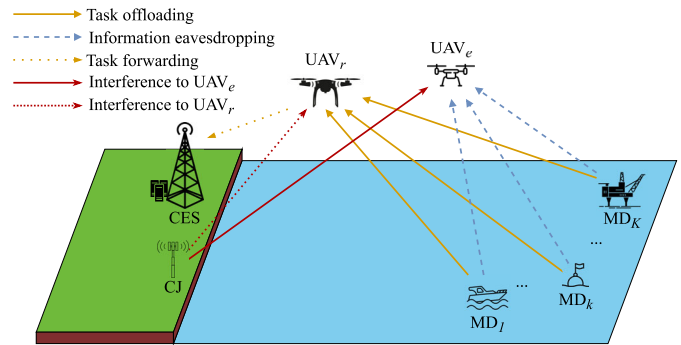 Task offloading
Information eavesdropping
Task forwarding
Interference to UAVe
Interference to UAVr
UAVr
UAVe
CES
CJ
MDK
...
MDk
...
MD1